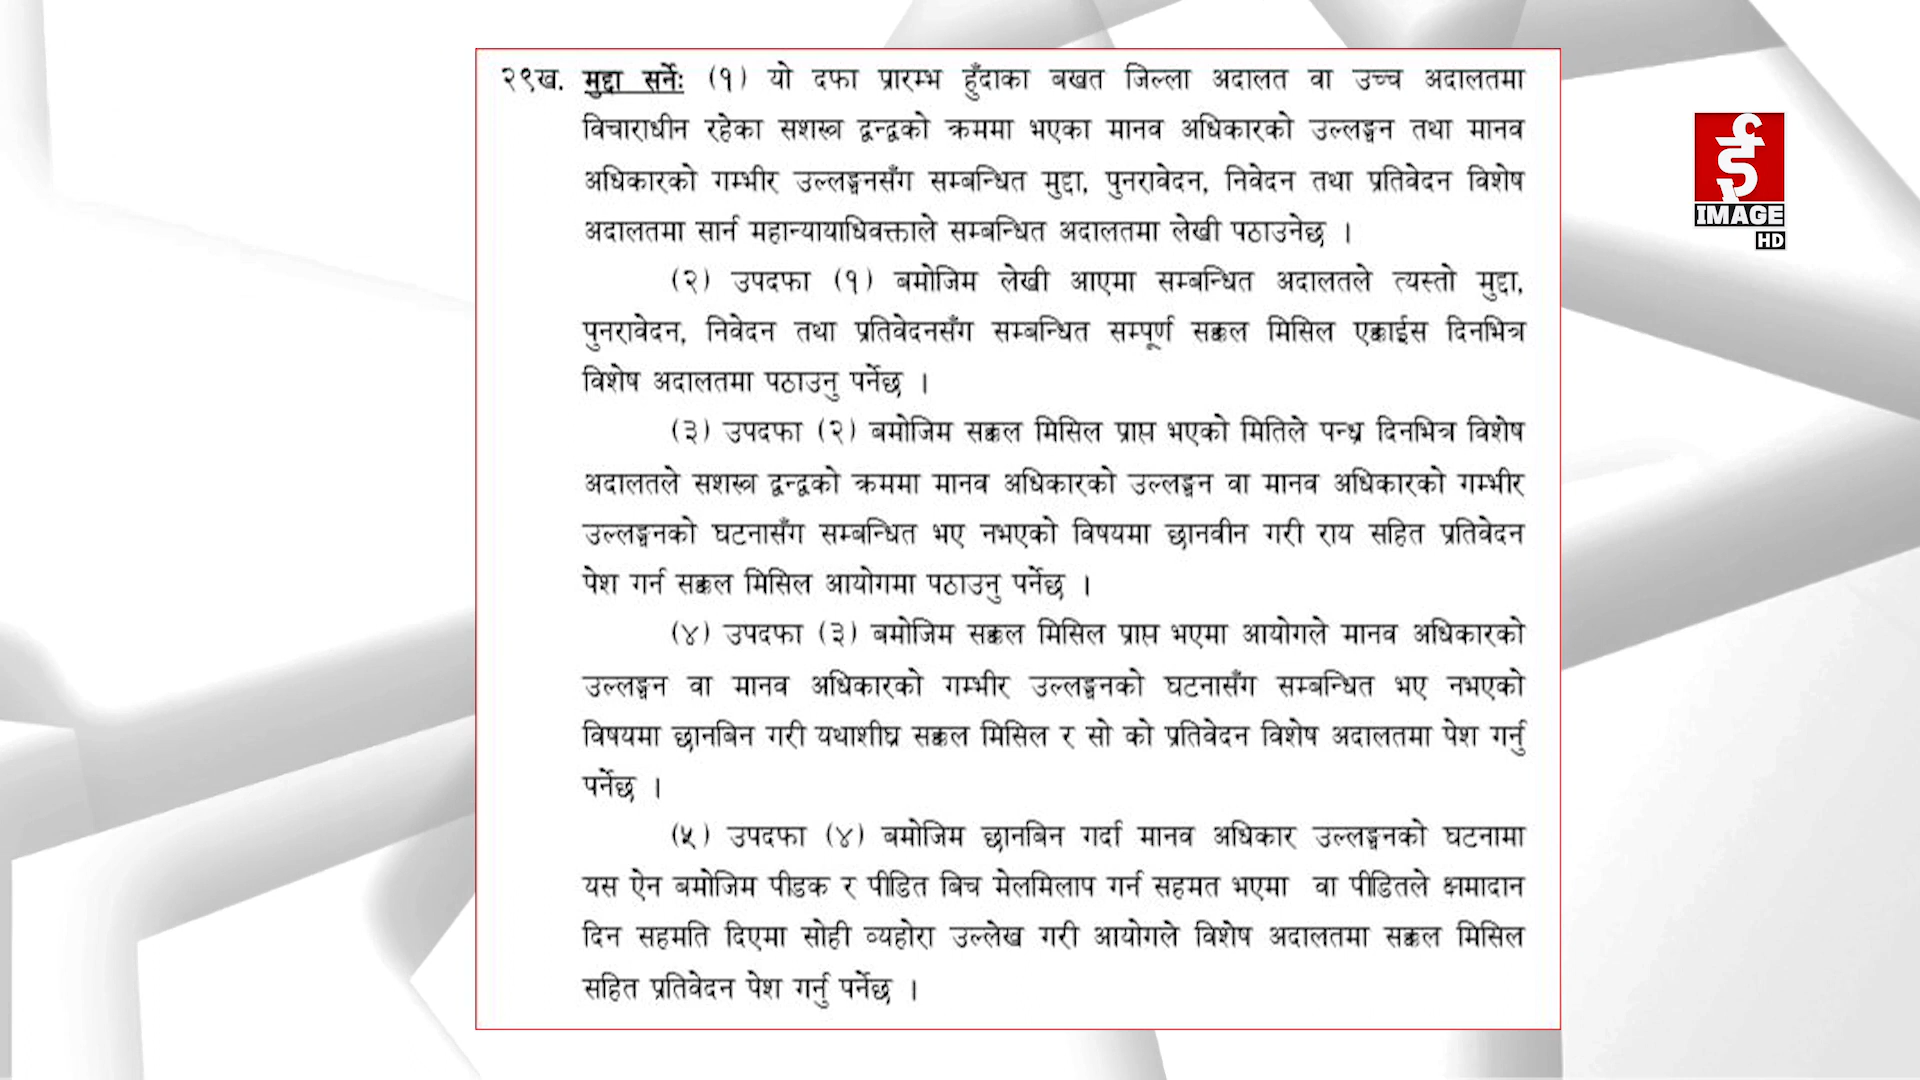 २९ख. मुद्दा सर्नेः (१) यो दफा प्रारम्भ हुँदाका बखत जिल्ला अदालत वा उच्च अदालतमा
विचाराधीन रहेका सशस्त्र द्वन्द्वको क्रममा भएका मानव अधिकारको उल्लङ्घन तथा मानव
अधिकारको गम्भीर उल्लङ्घनसँग सम्बन्धित मुद्दा, पुनरावेदन, निवेदन तथा प्रतिवेदन विशेष
अदालतमा सार्न महान्यायाधिवक्ताले सम्बन्धित अदालतमा लेखी पठाउनेछ ।
(२) उपदफा (१) बमोजिम लेखी आएमा सम्बन्धित अदालतले त्यस्तो मुद्दा,
पुनरावेदन, निवेदन तथा प्रतिवेदनसँग सम्बन्धित सम्पूर्ण सक्कल मिसिल एक्काईस दिनभित्र
विशेष अदालतमा पठाउनु पर्नेछ ।
(३) उपदफा (२) बमोजिम सक्कल मिसिल प्राप्त भएको मितिले पन्ध्र दिनभित्र विशेष
अदालतले सशस्त्र द्वन्द्वको क्रममा मानव अधिकारको उल्लङ्घन वा मानव अधिकारको गम्भीर
उल्लङ्घनको घटनासँग सम्बन्धित भए नभएको विषयमा छानवीन गरी राय सहित प्रतिवेदन
पेश गर्न सक्कल मिसिल आयोगमा पठाउनु पर्नेछ ।
(४) उपदफा (३) बमोजिम सक्कल मिसिल प्राप्त भएमा आयोगले मानव अधिकारको
उल्लङ्घन वा मानव अधिकारको गम्भीर उल्लङ्घनको घटनासँग सम्बन्धित भए नभएको
विषयमा छानबिन गरी यथाशीघ्र सक्कल मिसिल र सो को प्रतिवेदन विशेष अदालतमा पेश गर्नु
पर्नेछ ।
(५) उपदफा (४) बमोजिम छानबिन गर्दा मानव अधिकार उल्लङ्घनको घटनामा
यस ऐन बमोजिम पीडक र पीडित बिच मेलमिलाप गर्न सहमत भएमा वा पीडितले क्षमादान
दिन सहमति दिएमा सोही व्यहोरा उल्लेख गरी आयोगले विशेष अदालतमा सक्कल मिसिल
सहित प्रतिवेदन पेश गर्नु पर्नेछ ।
IMAGE
HD